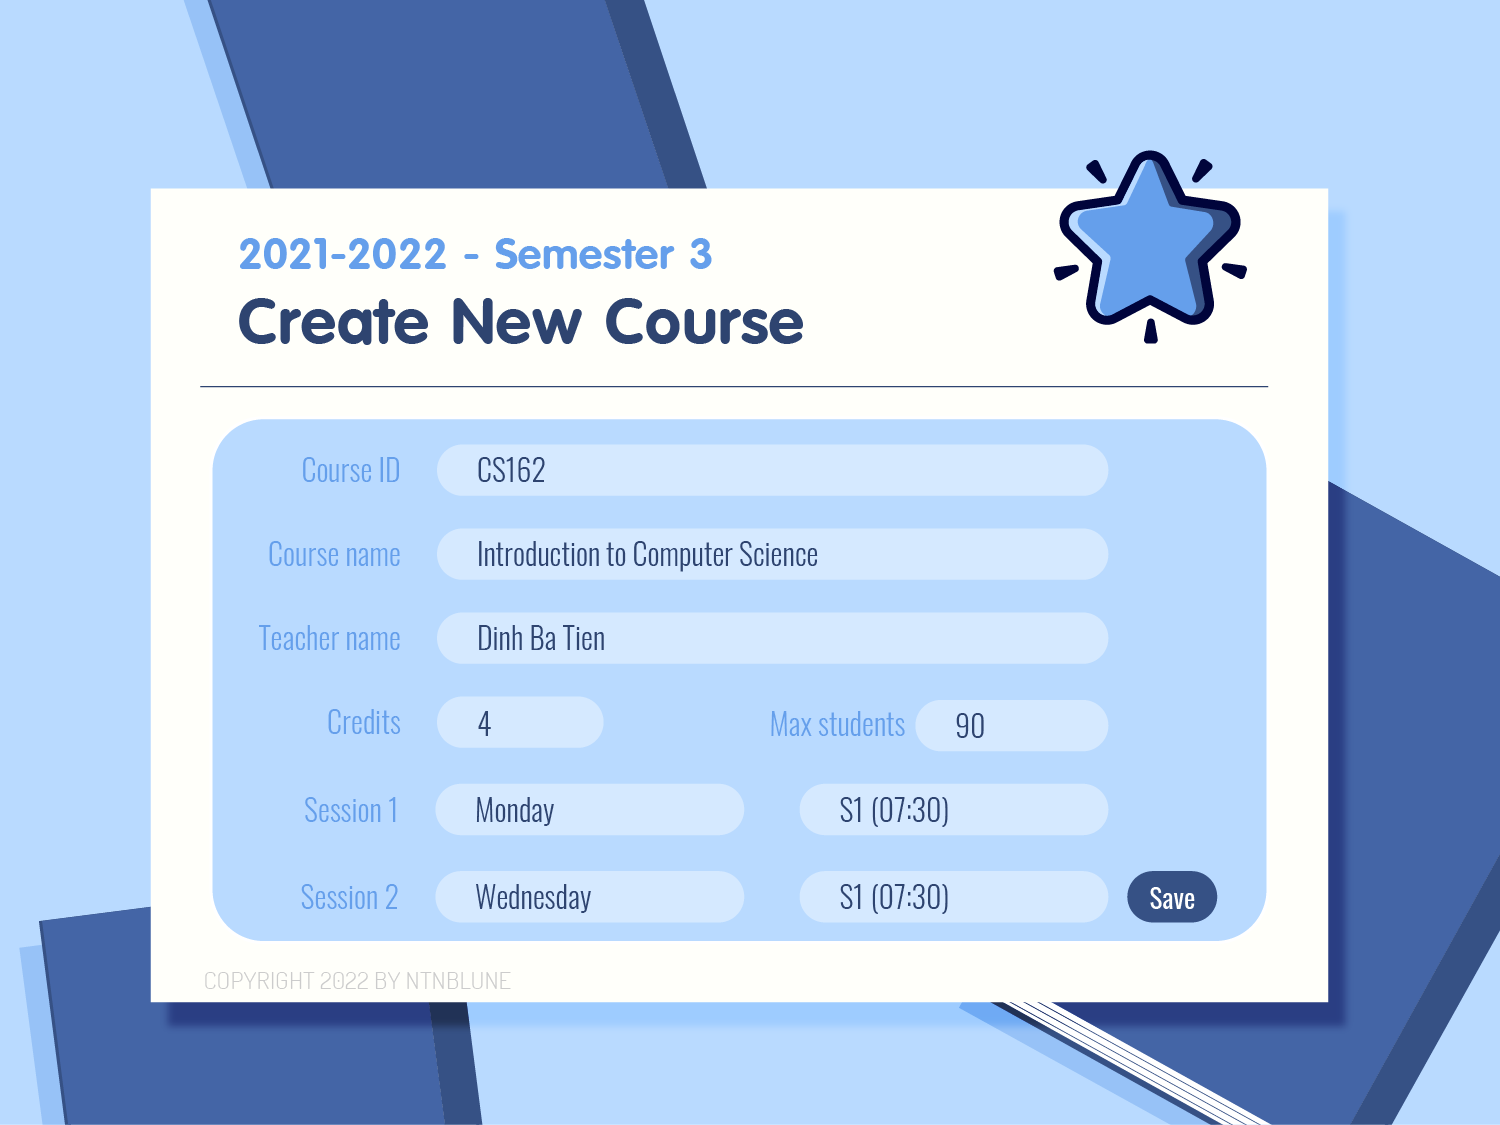 2021-2022 - Semester 3
Create New Course
Course ID CS162
Course name Introduction to Computer Science
Teacher name Dinh Ba Tien
Credits 4 Max students 90
Session 1 Monday S1 (07:30)
Session 2 Wednesday S1 (07:30) Save
COPYRIGHT 2022 BY NTNBLUNE